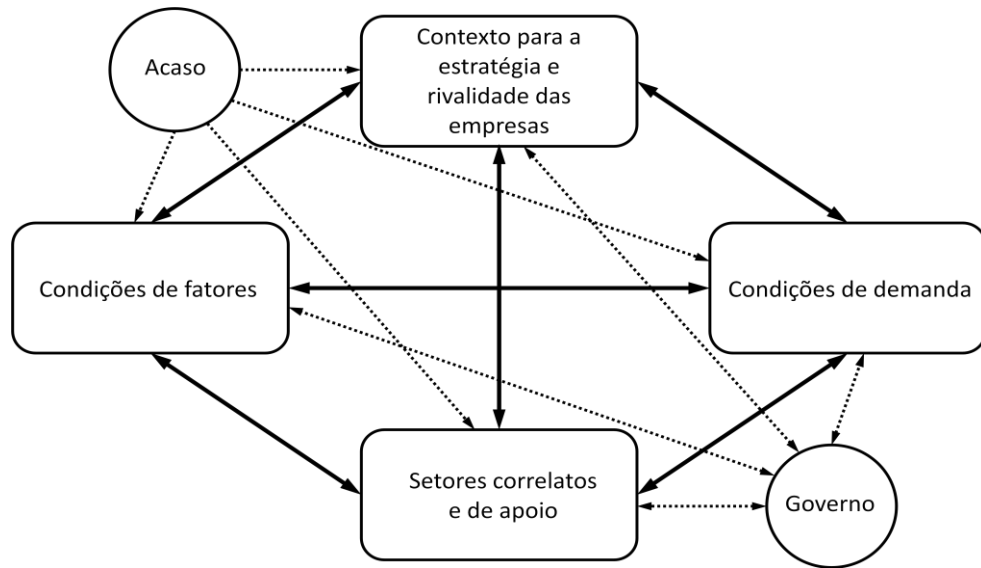 Acaso
Contexto para a
estratégia e
rivalidade das
empresas
Condições de fatores
Condições de demanda
Setores correlatos
e de apoio
Governo